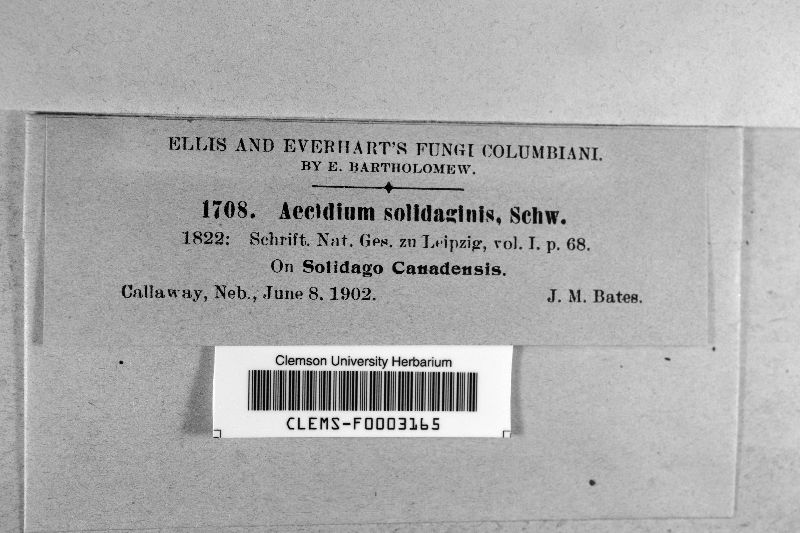 ELLIS AND EVERHART'S FUNGI COLUMBIANI.
BY E. BARTHOLOMEW.
1708. Aecidium solidaginis, Schw.
1822: Schrift. Nat. Ges. zu Leipzig, vol. I. p. 68.
On Solidago Canadensis.
Callaway, Neb., June 8, 1902. J. M. Bates.
Clemson University Herbarium
CLEMS-F0003165